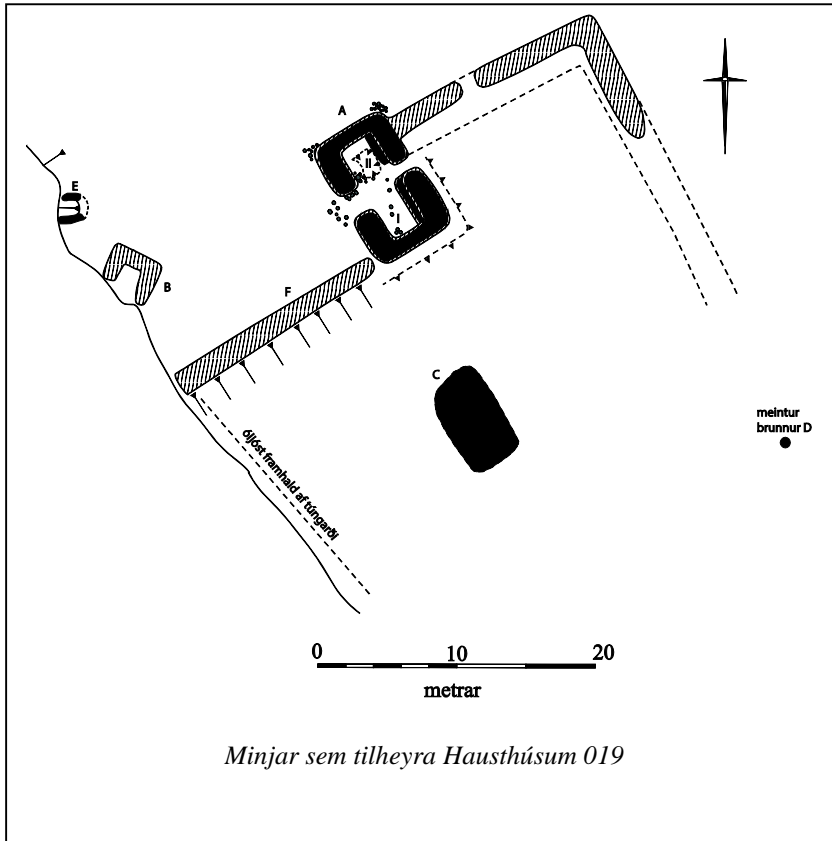 A
II
E
I
B
F
C
meintur
brunnur D
óljóst framhald af túngarði
0 10 20
metrar
Minjar sem tilheyra Hausthúsum 019